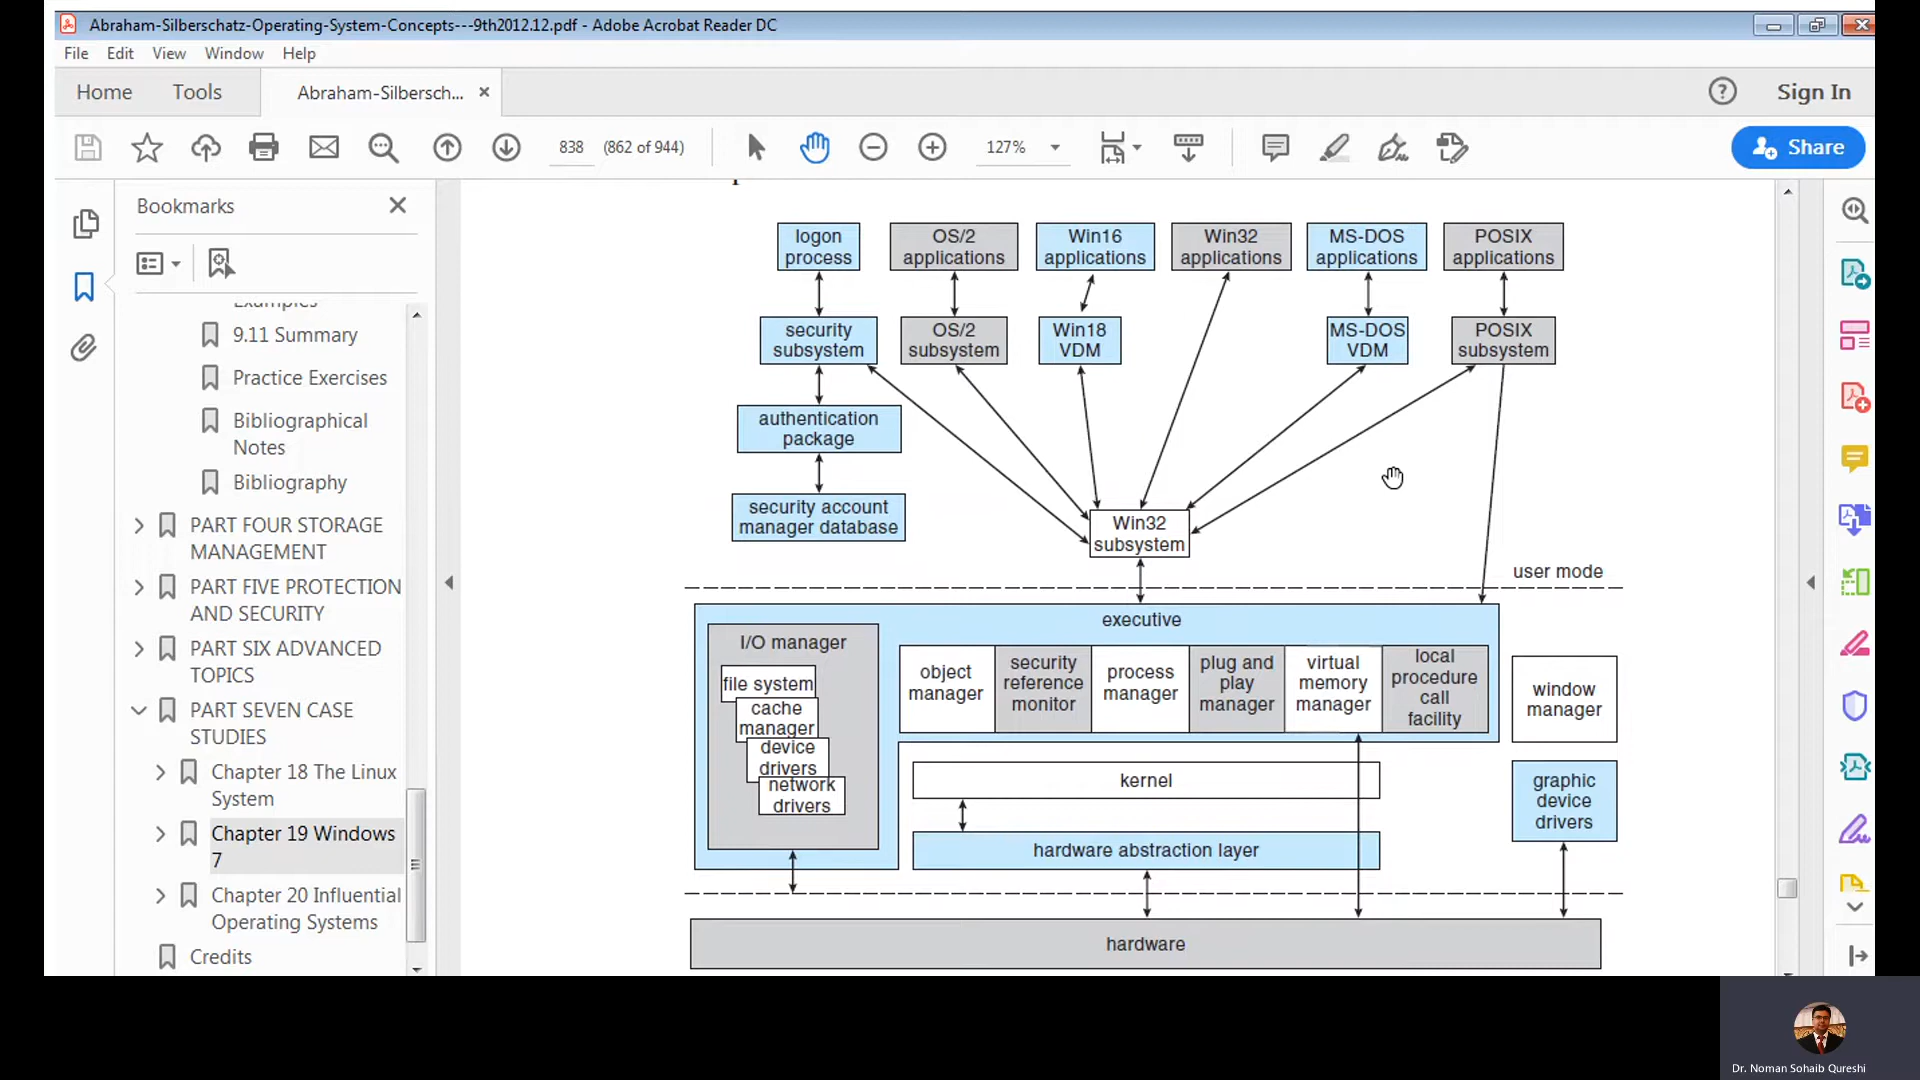 Abraham-Silberschatz-Operating-System-Concepts---9th2012.12.pdf - Adobe Acrobat Reader DC
File Edit View Window Help
Home Tools Abraham-Silbersch... Sign In
838 (862 of 944) 127% Share
Bookmarks
Examples
9.11 Summary
Practice Exercises
Bibliographical
Notes
Bibliography
PART FOUR STORAGE
MANAGEMENT
PART FIVE PROTECTION
AND SECURITY
PART SIX ADVANCED
TOPICS
PART SEVEN CASE
STUDIES
Chapter 18 The Linux
System
Chapter 19 Windows
7
Chapter 20 Influential
Operating Systems
Credits
logon
process
OS/2
applications
Win16
applications
Win32
applications
MS-DOS
applications
POSIX
applications
security
subsystem
OS/2
subsystem
Win18
VDM
MS-DOS
VDM
POSIX
subsystem
authentication
package
security account
manager database
Win32
subsystem
user mode
executive
I/O manager
file system
cache
manager
device
drivers
network
drivers
object
manager
security
reference
monitor
process
manager
plug and
play
manager
virtual
memory
manager
local
procedure
call
facility
window
manager
kernel
graphic
device
drivers
hardware abstraction layer
hardware
Dr. Noman Sohaib Qureshi